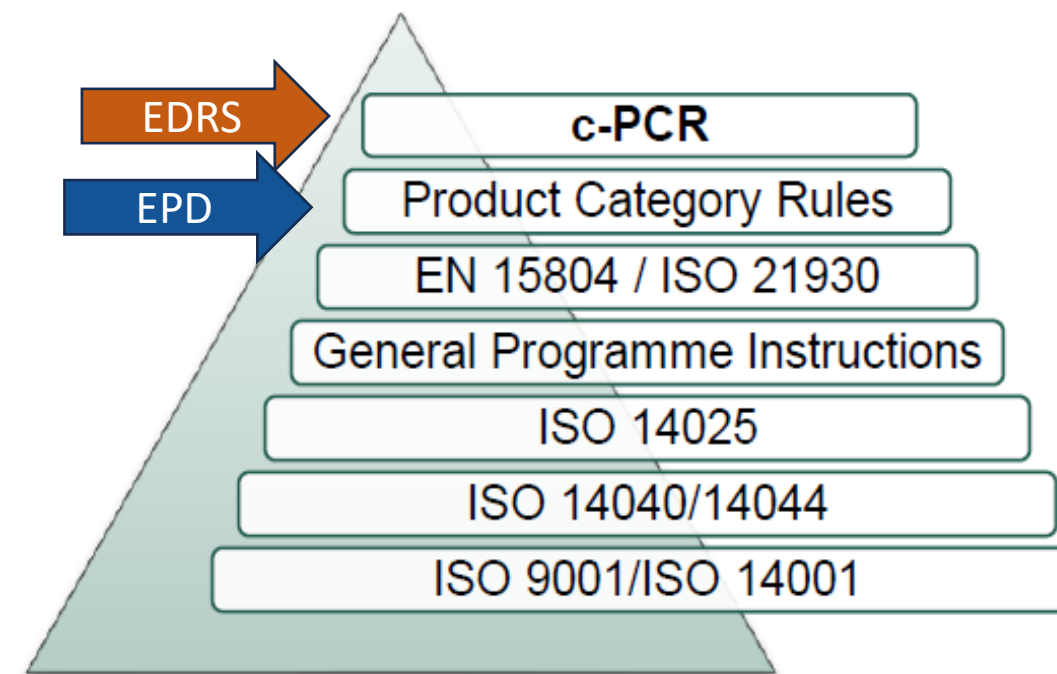 EDRS
c-PCR
EPD
Product Category Rules
EN 15804 / ISO 21930
General Programme Instructions
ISO 14025
ISO 14040/14044
ISO 9001/ISO 14001